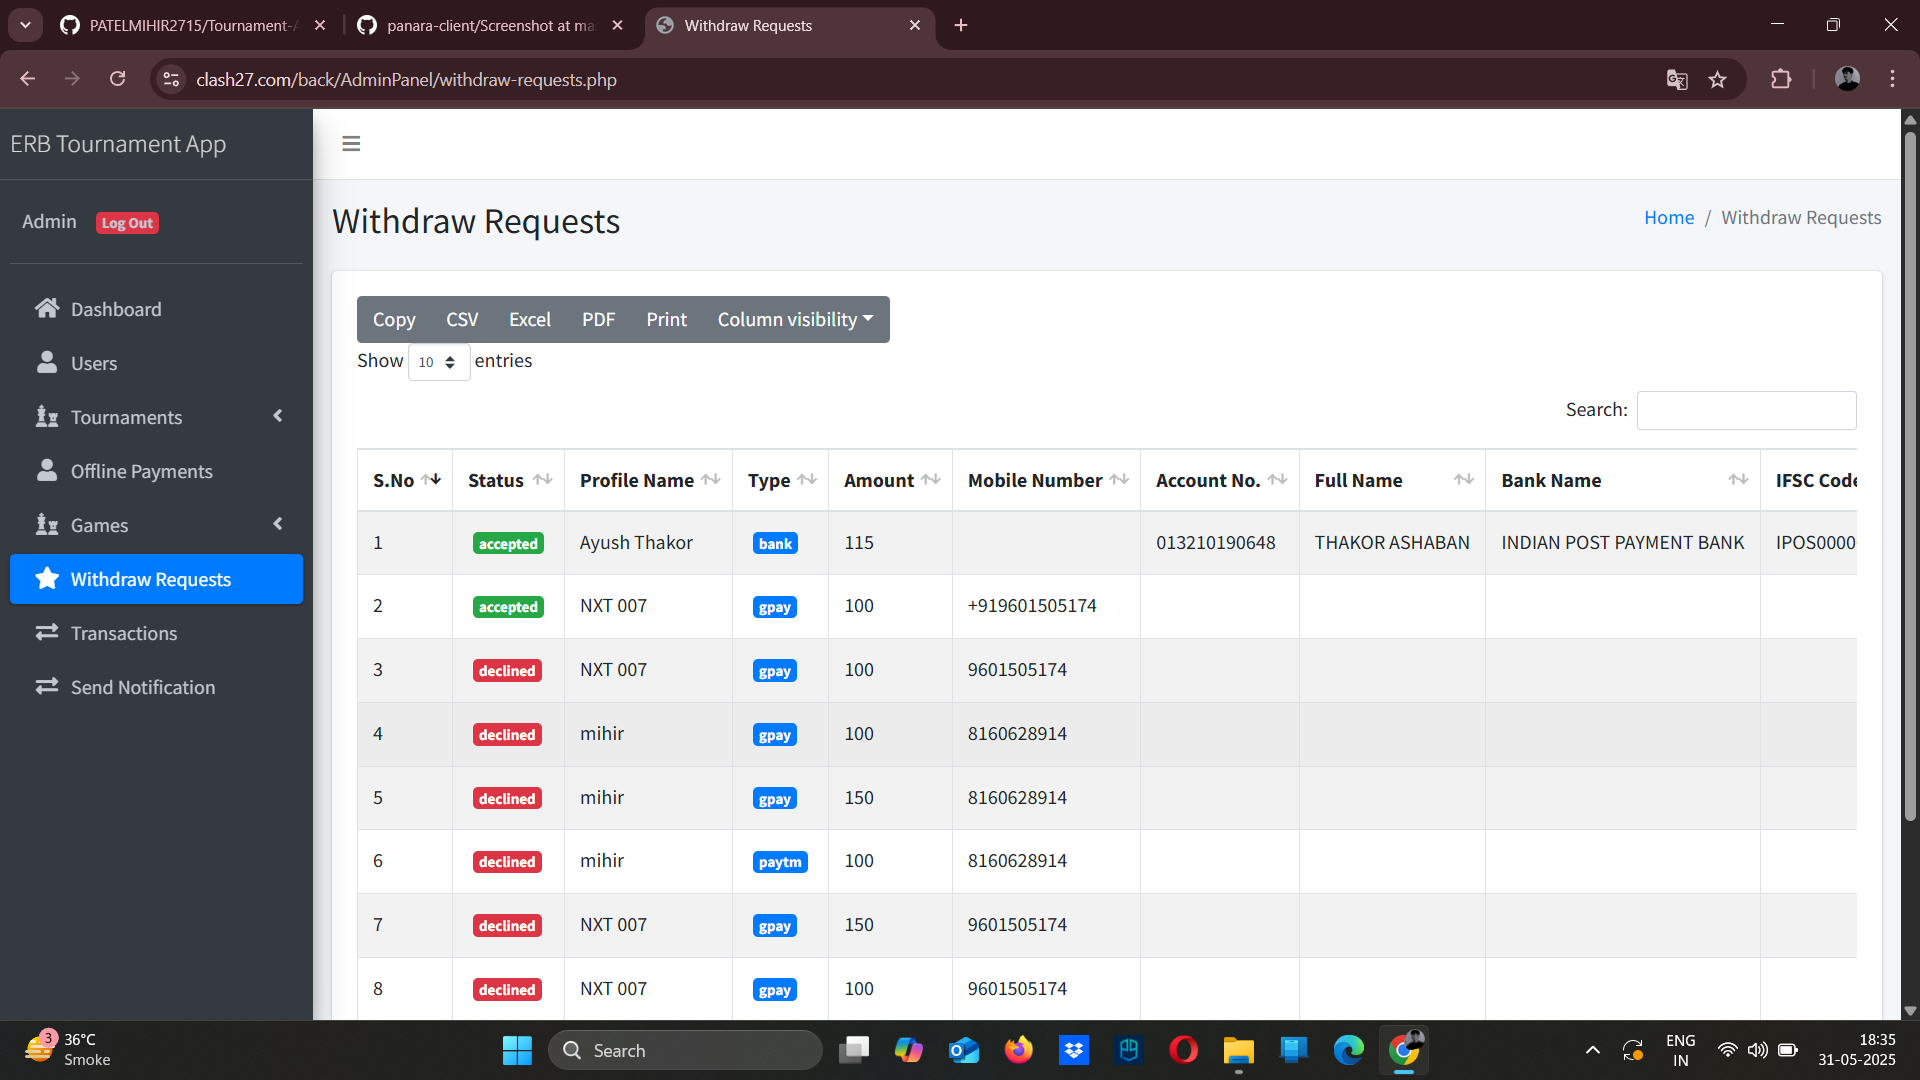 PATELMIHIR2715/Tournament-A
panara-client/Screenshot at ma
Withdraw Requests
clash27.com/back/AdminPanel/withdraw-requests.php
ERB Tournament App
Admin Log Out
Dashboard
Users
Tournaments
Offline Payments
Games
Withdraw Requests
Transactions
Send Notification
Withdraw Requests
Home / Withdraw Requests
Copy CSV Excel PDF Print Column visibility
Show 10 entries
Search:
S.No Status Profile Name Type Amount Mobile Number Account No. Full Name Bank Name IFSC Code
1 accepted Ayush Thakor bank 115 013210190648 THAKOR ASHABAN INDIAN POST PAYMENT BANK IPOS0000
2 accepted NXT 007 gpay 100 +919601505174
3 declined NXT 007 gpay 100 9601505174
4 declined mihir gpay 100 8160628914
5 declined mihir gpay 150 8160628914
6 declined mihir paytm 100 8160628914
7 declined NXT 007 gpay 150 9601505174
8 declined NXT 007 gpay 100 9601505174
3
36°C
Smoke
Search
ENG
IN
18:35
31-05-2025